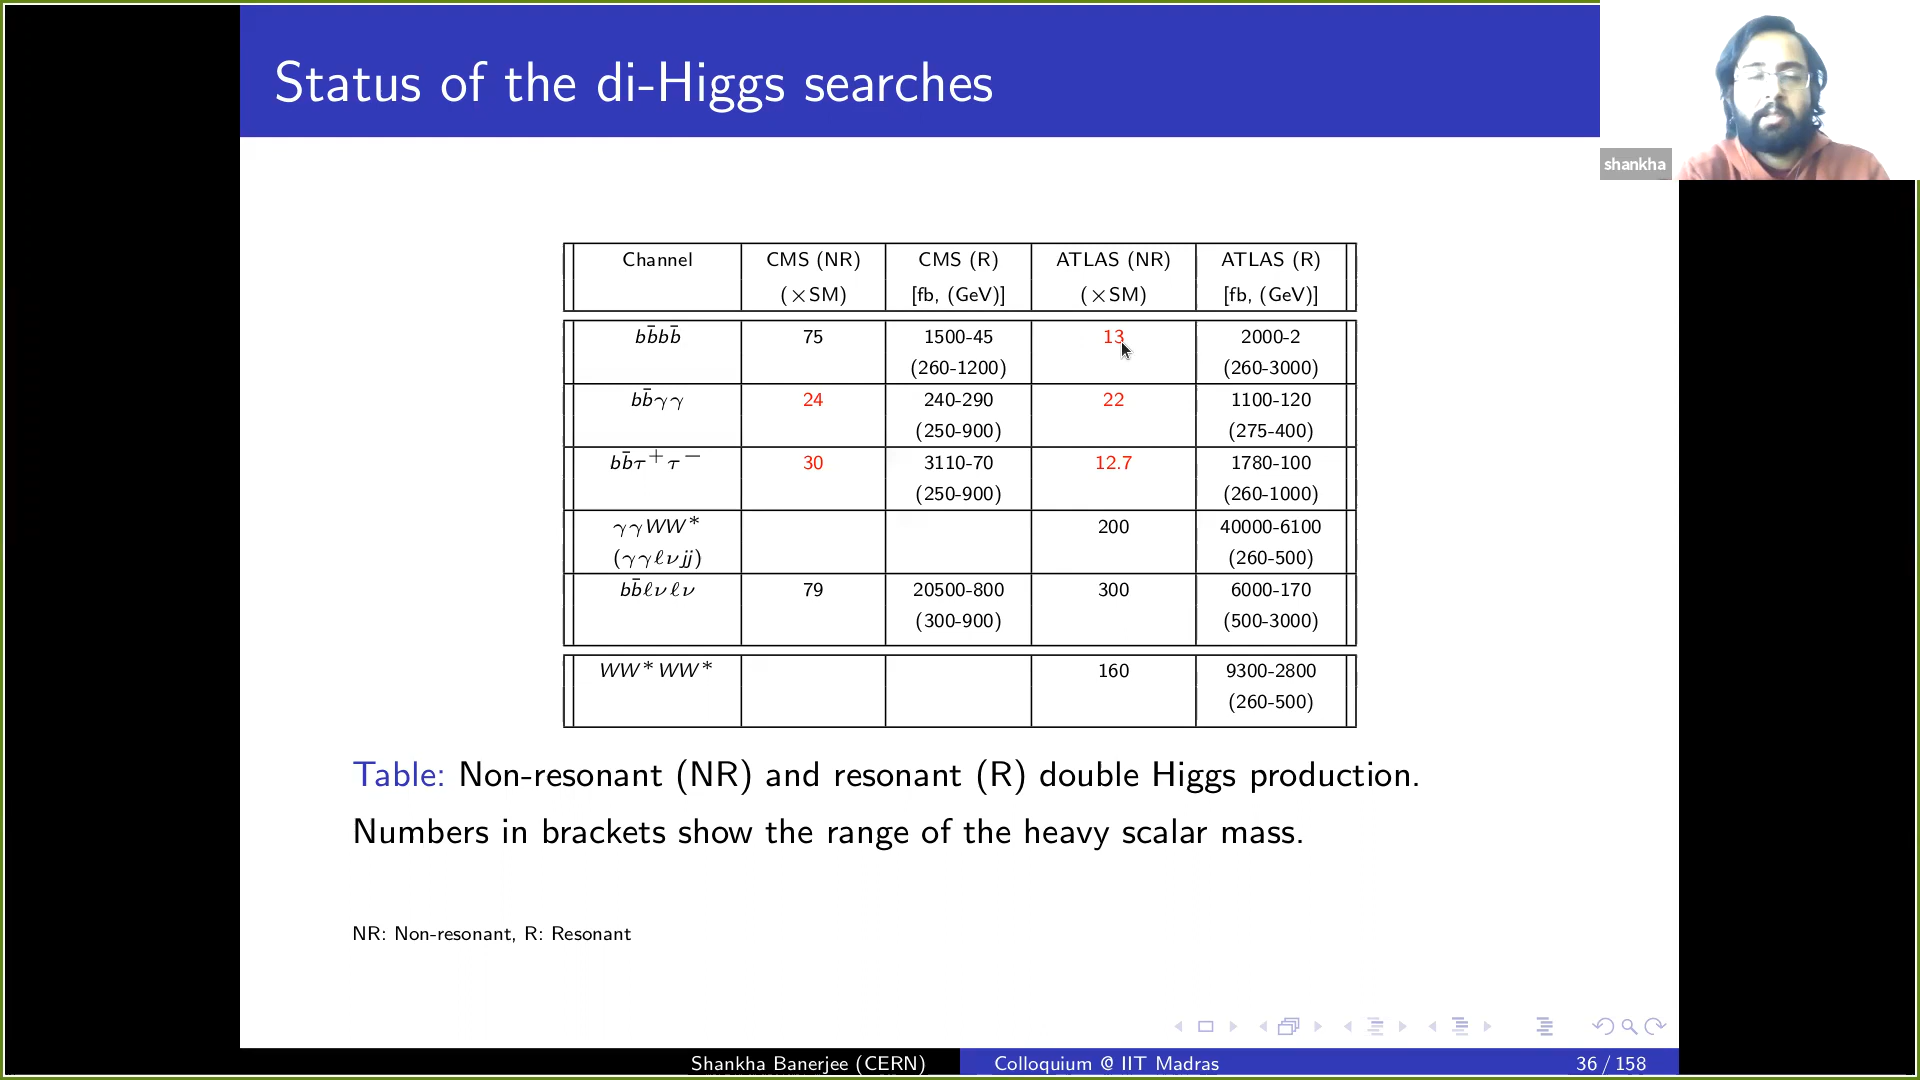 Status of the di-Higgs searches
shankha
Channel CMS (NR) CMS (R) ATLAS (NR) ATLAS (R)
(×SM) [fb, (GeV)] (×SM) [fb, (GeV)]
bb̄bb̄ 75 1500-45 13 2000-2
(260-1200) (260-3000)
bb̄γγ 24 240-290 22 1100-120
(250-900) (275-400)
bb̄τ⁺τ⁻ 30 3110-70 12.7 1780-100
(250-900) (260-1000)
γγWW* 200 40000-6100
(γγℓνjj) (260-500)
bb̄ℓνℓν 79 20500-800 300 6000-170
(300-900) (500-3000)
WW*WW* 160 9300-2800
(260-500)
Table: Non-resonant (NR) and resonant (R) double Higgs production.
Numbers in brackets show the range of the heavy scalar mass.
NR: Non-resonant, R: Resonant
Shankha Banerjee (CERN) Colloquium @ IIT Madras 36 / 158